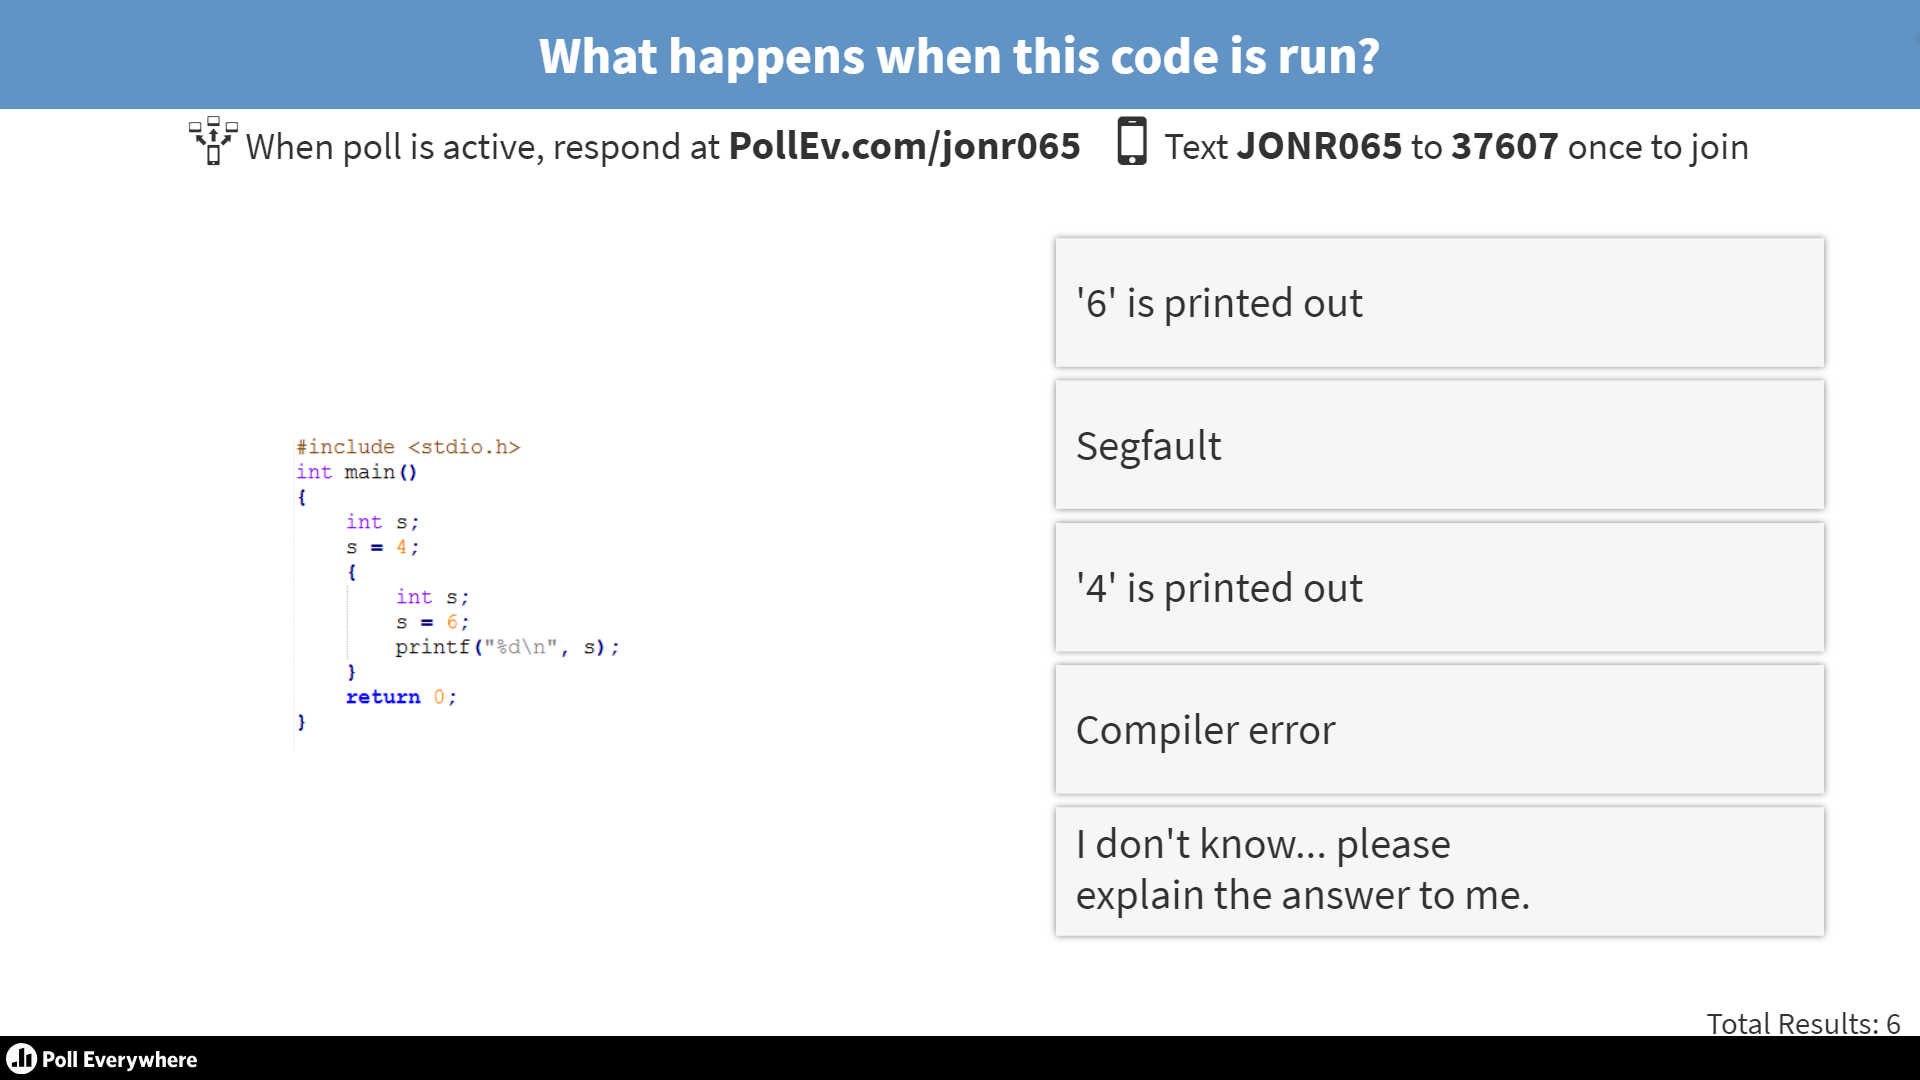 What happens when this code is run?
When poll is active, respond at PollEv.com/jonr065 Text JONR065 to 37607 once to join
#include <stdio.h>
int main()
{
    int s;
    s = 4;
    {
        int s;
        s = 6;
        printf("%d\n", s);
    }
    return 0;
}
'6' is printed out
Segfault
'4' is printed out
Compiler error
I don't know... please
explain the answer to me.
Total Results: 6
Poll Everywhere